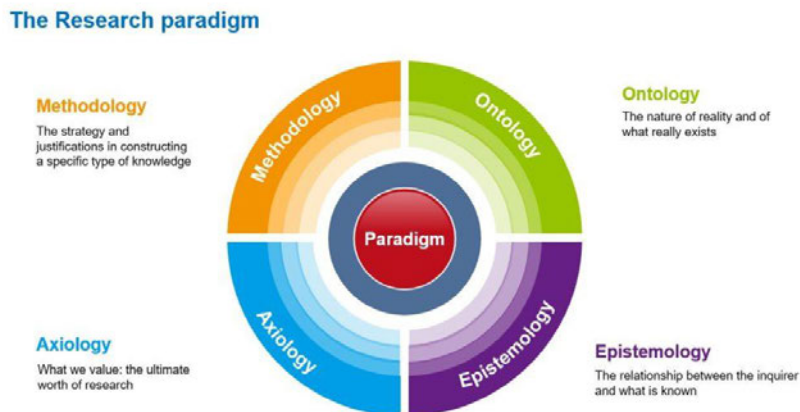 The Research paradigm
Methodology
The strategy and
justifications in constructing
a specific type of knowledge
Ontology
The nature of reality and of
what really exists
Methodology
Ontology
Paradigm
Axiology
Epistemology
Axiology
What we value: the ultimate
worth of research
Epistemology
The relationship between the inquirer
and what is known